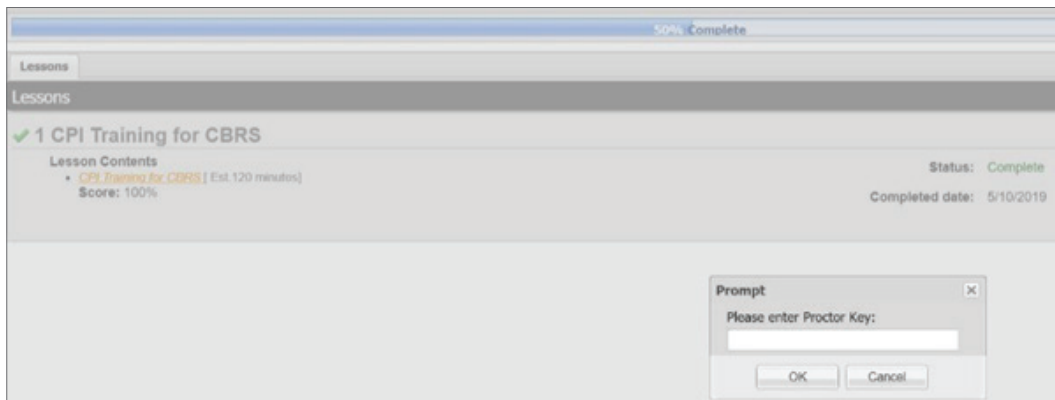 50% Complete
Lessons
Lessons
1 CPI Training for CBRS
Lesson Contents
• CPI Training for CBRS [ Est.120 minutos]
Score: 100%
Status: Complete
Completed date: 5/10/2019
Prompt
Please enter Proctor Key:
OK Cancel